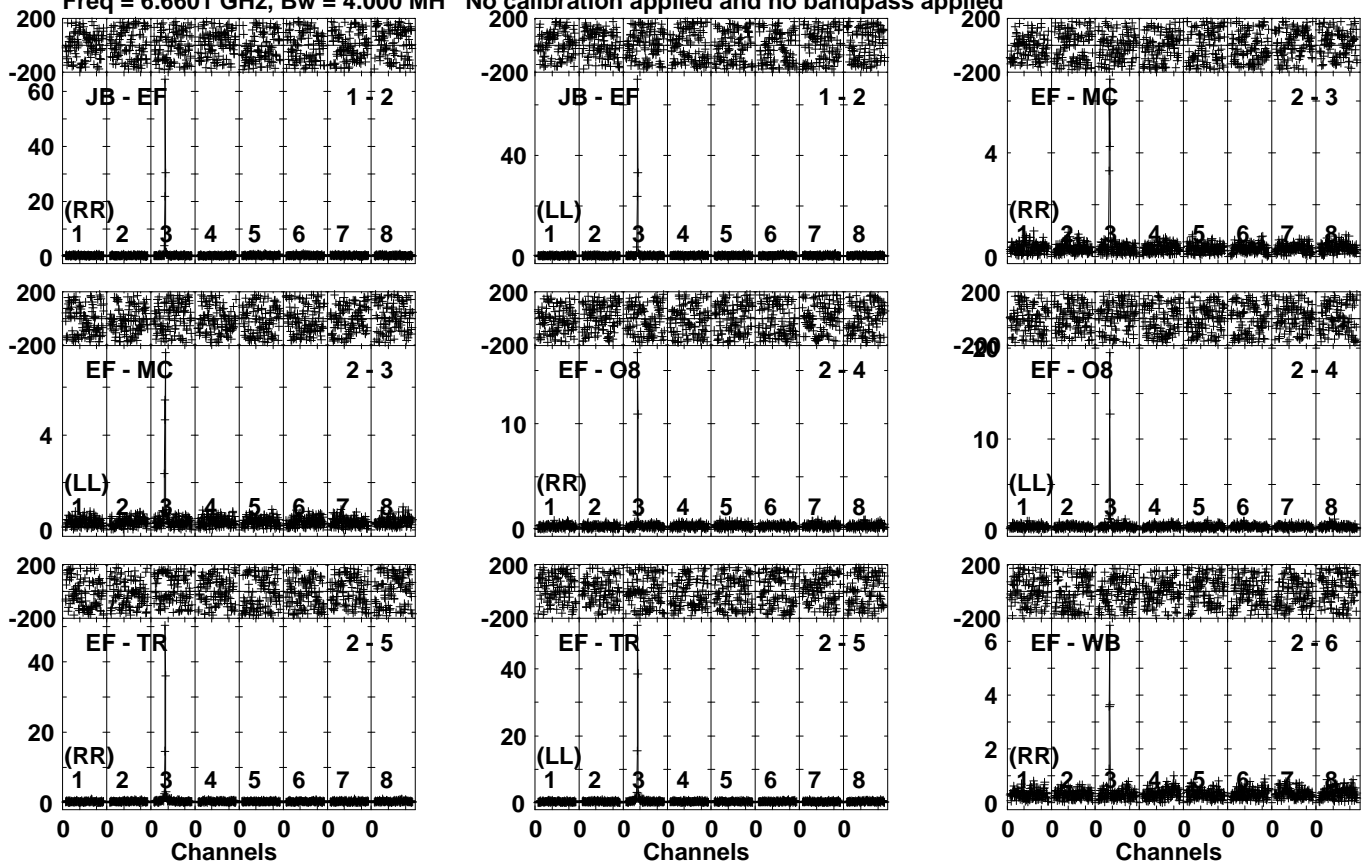 Freq = 6.6601 GHz, Bw = 4.000 MH No calibration applied and no bandpass applied
200 200 200
-200 -200 -200
JB - EF 1 - 2 JB - EF 1 - 2 EF - MC 2 - 3
60
40 40 4
20 20
(RR) (LL) (RR)
1 2 3 4 5 6 7 8 1 2 3 4 5 6 7 8 1 2 3 4 5 6 7 8
0 0 0
200 200 200
-200 -200 -200
20
EF - MC 2 - 3 EF - O8 2 - 4 EF - O8 2 - 4
4 10 10
(LL) (RR) (LL)
1 2 3 4 5 6 7 8 1 2 3 4 5 6 7 8 1 2 3 4 5 6 7 8
0 0 0
200 200 200
-200 -200 -200
EF - TR 2 - 5 EF - TR 2 - 5 EF - WB 2 - 6
6
40 40 4
20 20 2
(RR) (LL) (RR)
1 2 3 4 5 6 7 8 1 2 3 4 5 6 7 8 1 2 3 4 5 6 7 8
0 0 0
0 0 0 0 0 0 0 0 0 0 0 0 0 0 0 0 0 0 0 0 0 0 0 0
Channels Channels Channels